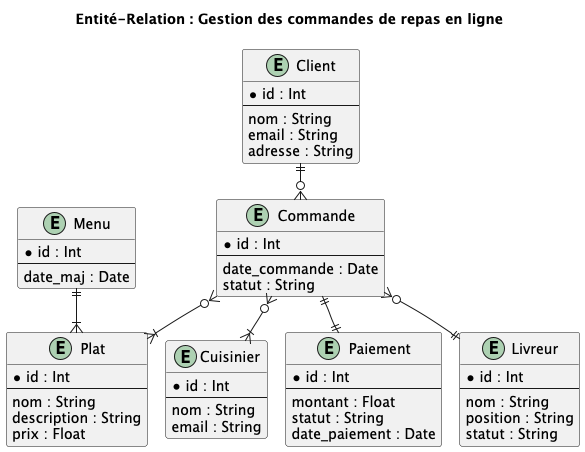 Entité-Relation : Gestion des commandes de repas en ligne
E Client
* id : Int
nom : String
email : String
adresse : String
E Menu
* id : Int
date_maj : Date
E Commande
* id : Int
date_commande : Date
statut : String
E Plat
* id : Int
nom : String
description : String
prix : Float
E Cuisinier
* id : Int
nom : String
email : String
E Paiement
* id : Int
montant : Float
statut : String
date_paiement : Date
E Livreur
* id : Int
nom : String
position : String
statut : String